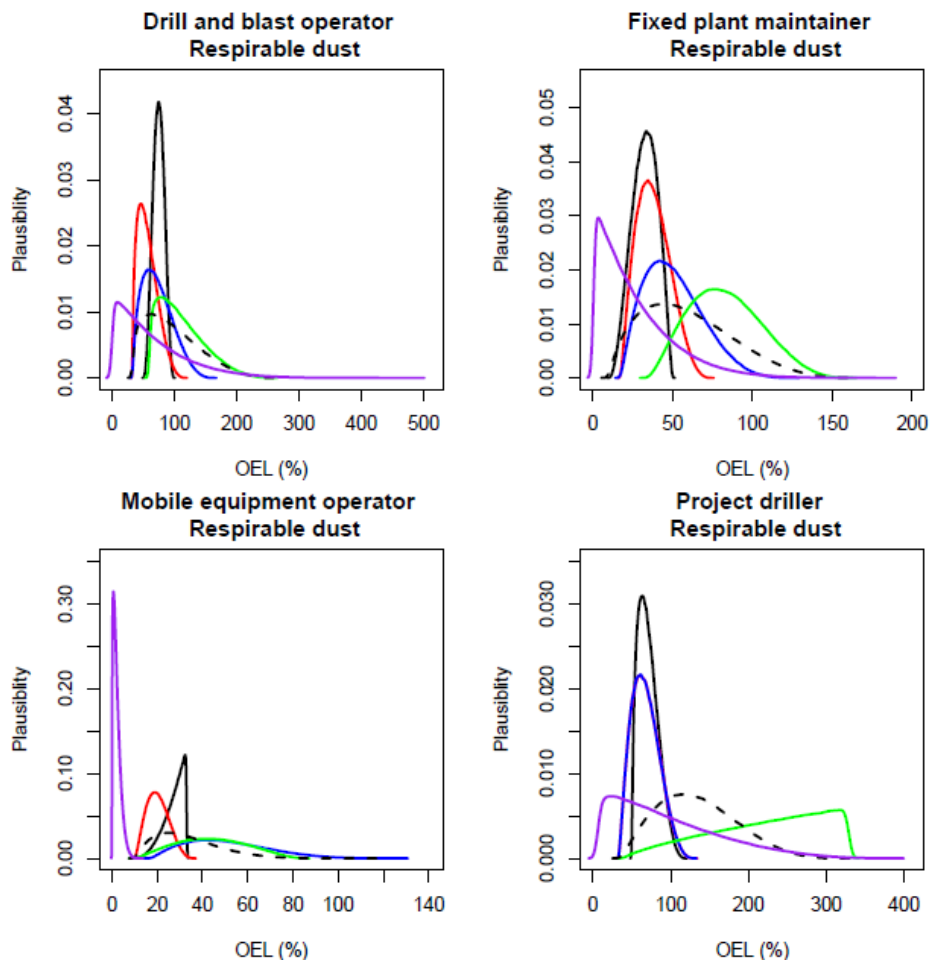 Drill and blast operator
Respirable dust
Plausiblity
0.00 0.01 0.02 0.03 0.04
0 100 200 300 400 500
OEL (%)
Fixed plant maintainer
Respirable dust
Plausiblity
0.00 0.01 0.02 0.03 0.04 0.05
0 50 100 150 200
OEL (%)
Mobile equipment operator
Respirable dust
Plausiblity
0.00 0.10 0.20 0.30
0 20 40 60 80 100 140
OEL (%)
Project driller
Respirable dust
Plausiblity
0.000 0.010 0.020 0.030
0 100 200 300 400
OEL (%)